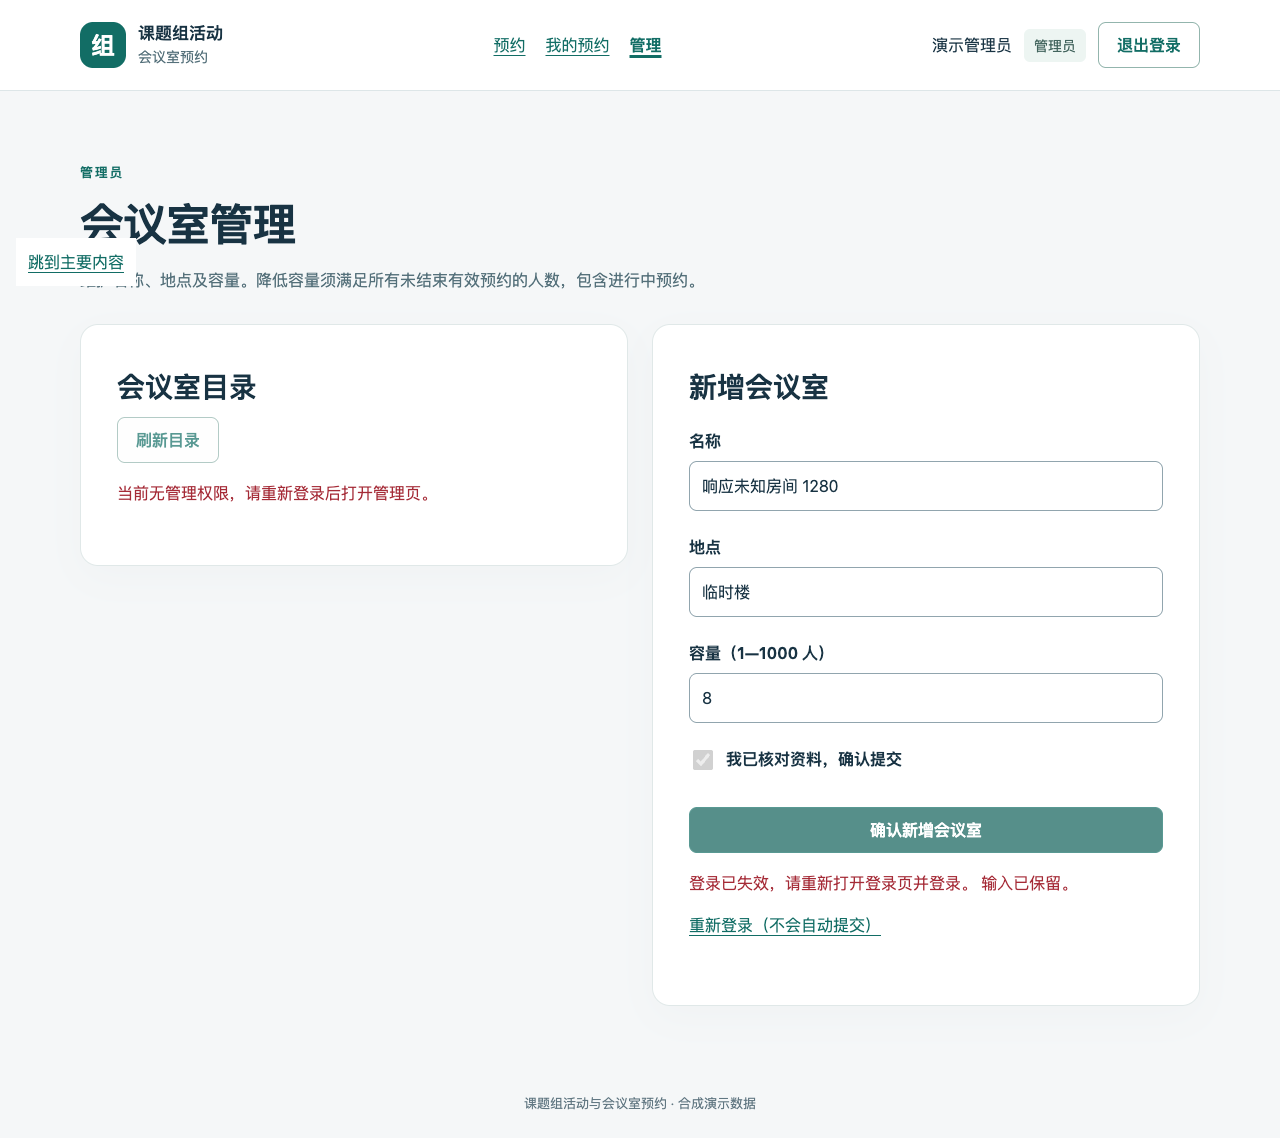 组
课题组活动
会议室预约
预约
我的预约
管理
演示管理员
管理员
退出登录
管理员
会议室管理
跳到主要内容
称、地点及容量。降低容量须满足所有未结束有效预约的人数，包含进行中预约。
会议室目录
刷新目录
当前无管理权限，请重新登录后打开管理页。
新增会议室
名称
响应未知房间 1280
地点
临时楼
容量（1—1000 人）
8
我已核对资料，确认提交
确认新增会议室
登录已失效，请重新打开登录页并登录。 输入已保留。
重新登录（不会自动提交）
课题组活动与会议室预约 · 合成演示数据